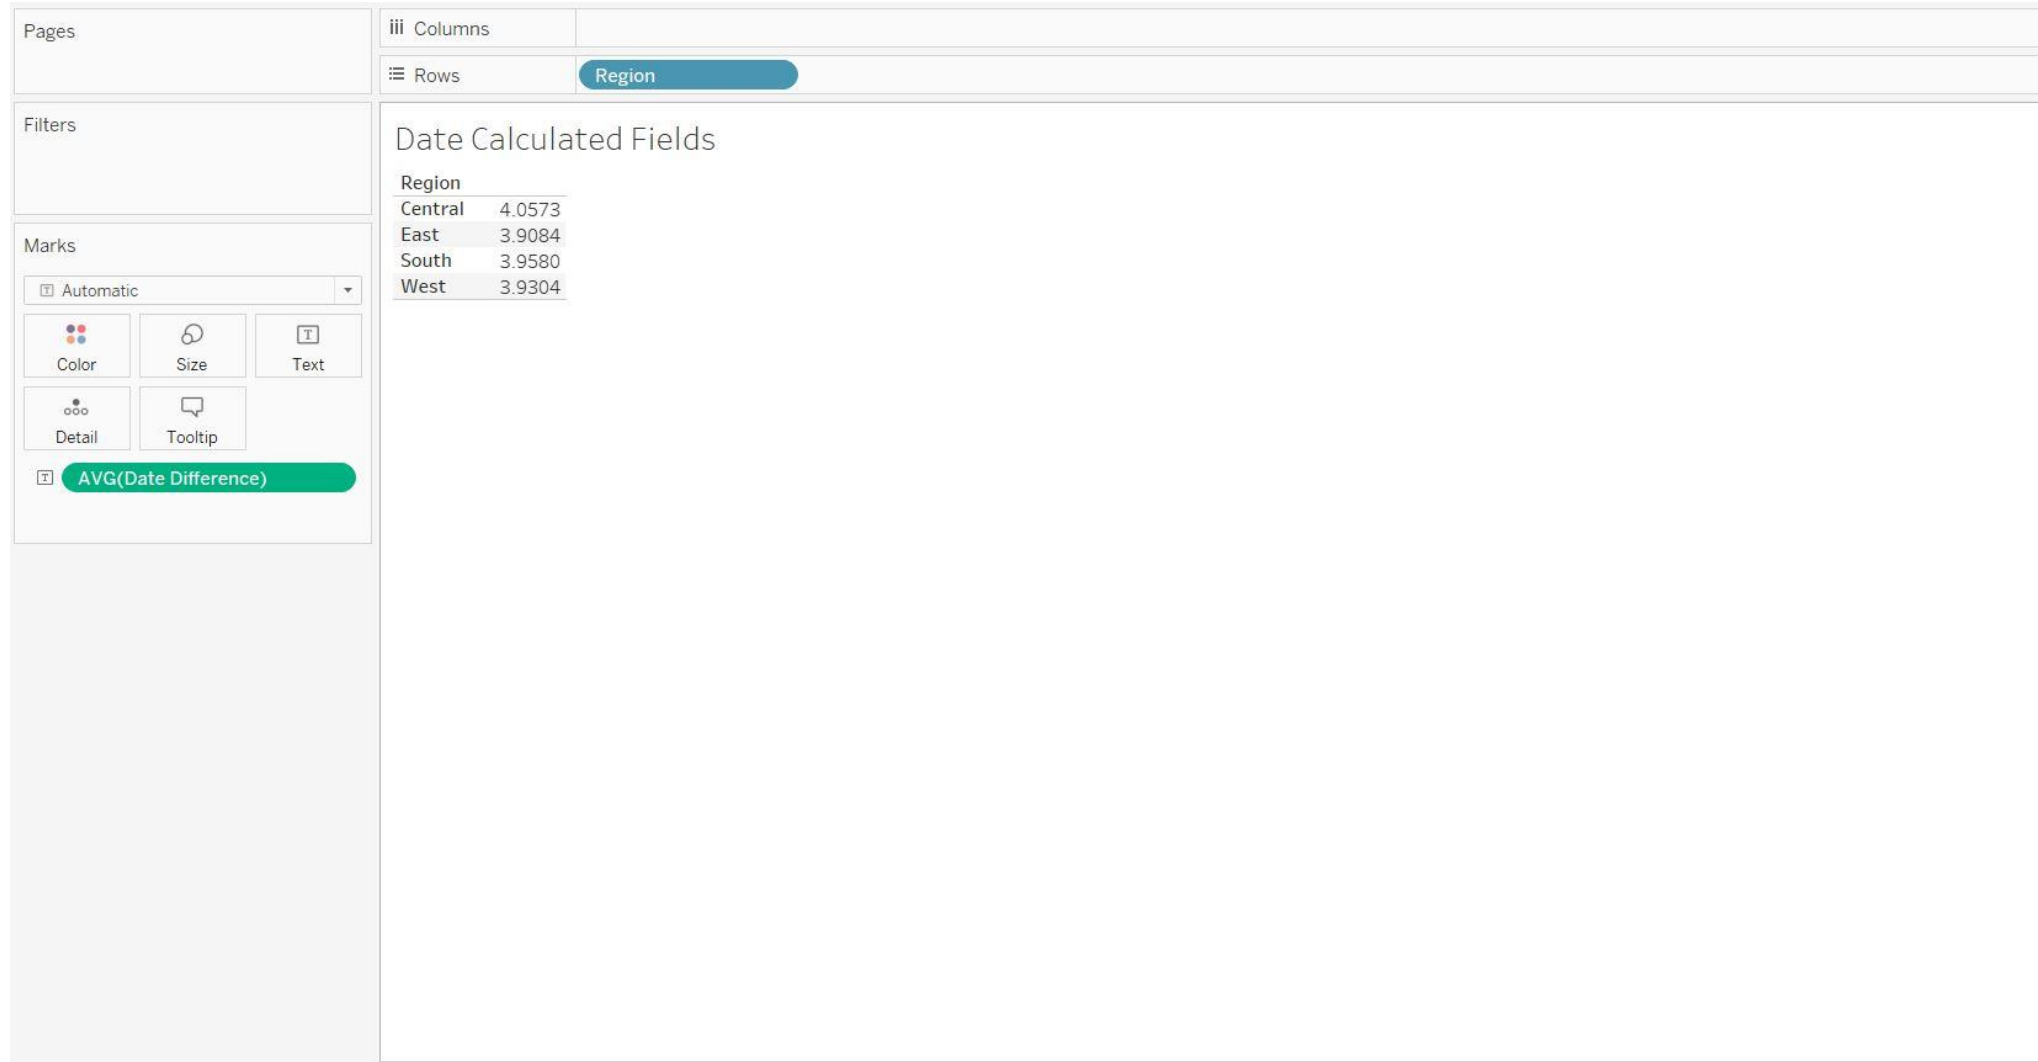 Pages
Columns
Rows
Region
Filters
Date Calculated Fields
Region
Central 4.0573
East 3.9084
South 3.9580
West 3.9304
Marks
T Automatic
Color
Size
T
Text
Detail
Tooltip
T AVG(Date Difference)